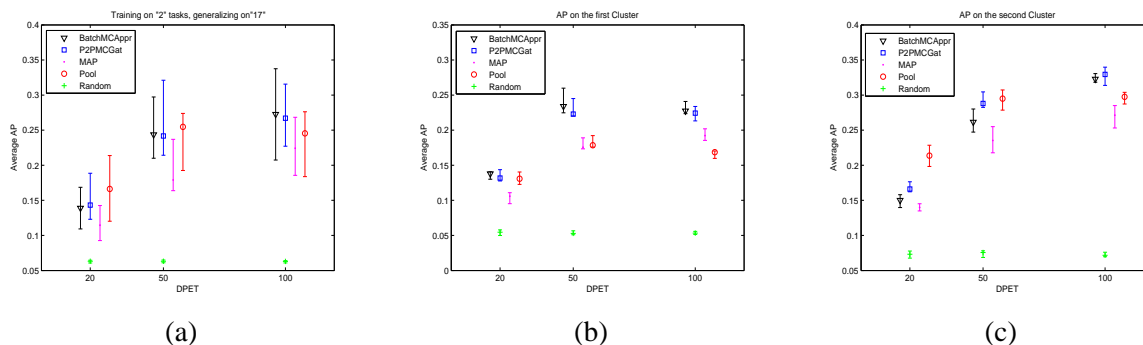 Training on "2" tasks, generalizing on"17"
0.4
0.35
0.3
0.25
0.2
0.15
0.1
0.05
Average AP
BatchMCAppr
P2PMCGat
MAP
Pool
Random
20
50
100
DPET
(a)
AP on the first Cluster
0.35
0.3
0.25
0.2
0.15
0.1
0.05
0
Average AP
BatchMCAppr
P2PMCGat
MAP
Pool
Random
20
50
100
DPET
(b)
AP on the second Cluster
0.4
0.35
0.3
0.25
0.2
0.15
0.1
0.05
Average AP
BatchMCAppr
P2PMCGat
MAP
Pool
Random
20
50
100
DPET
(c)